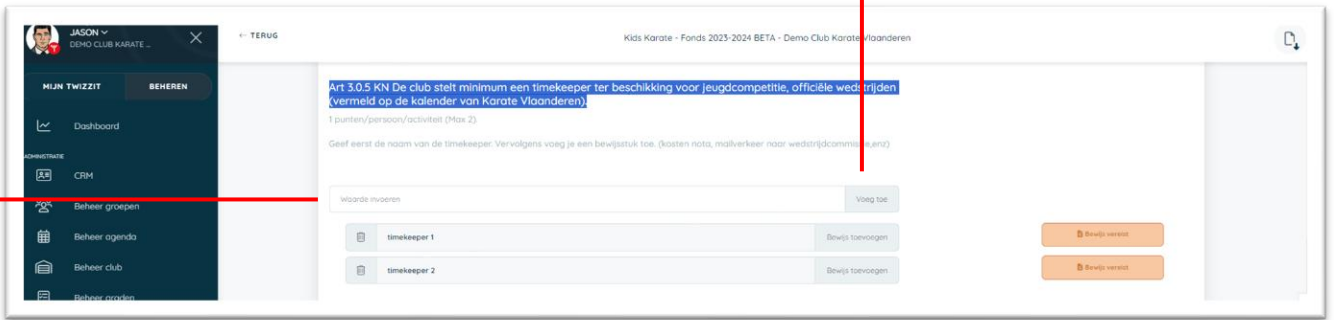 JASON
DEMO CLUB KARATE ...
← TERUG
Kids Karate - Fonds 2023-2024 BETA - Demo Club Karate Vlaanderen
MIJN TWIZZIT
BEHEREN
Dashboard
ADMINISTRATIE
CRM
Beheer groepen
Beheer agenda
Beheer club
Beheer graden
Art 3.0.5 KN De club stelt minimum een timekeeper ter beschikking voor jeugdcompetitie, officiële wedstrijden
(vermeld op de kalender van Karate Vlaanderen).
1 punten/persoon/activiteit (Max 2)
Geef eerst de naam van de timekeeper. Vervolgens voeg je een bewijsstuk toe. (kosten nota, mailverkeer naar wedstrijdcommissie,enz)
Waarde invoeren
Voeg toe
timekeeper 1
Bewijs toevoegen
Bewijs vereist
timekeeper 2
Bewijs toevoegen
Bewijs vereist